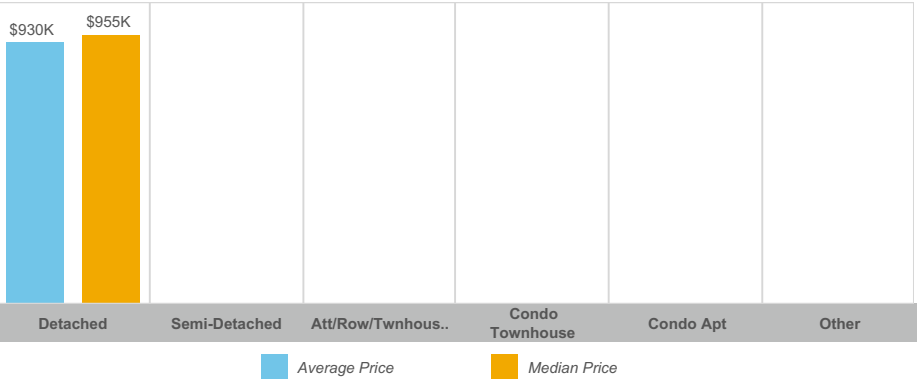 $930K
$955K
Detached
Semi-Detached
Att/Row/Twnhous..
Condo
Townhouse
Condo Apt
Other
Average Price
Median Price